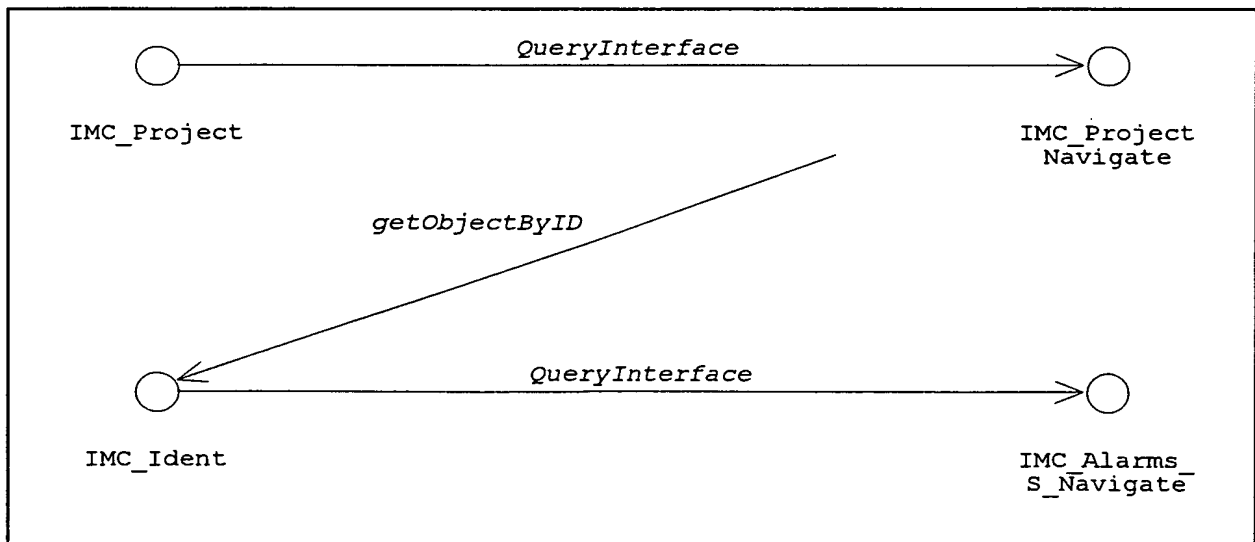 QueryInterface
IMC_Project
IMC_Project
Navigate
getObjectByID
QueryInterface
IMC_Ident
IMC_Alarms_
S_Navigate